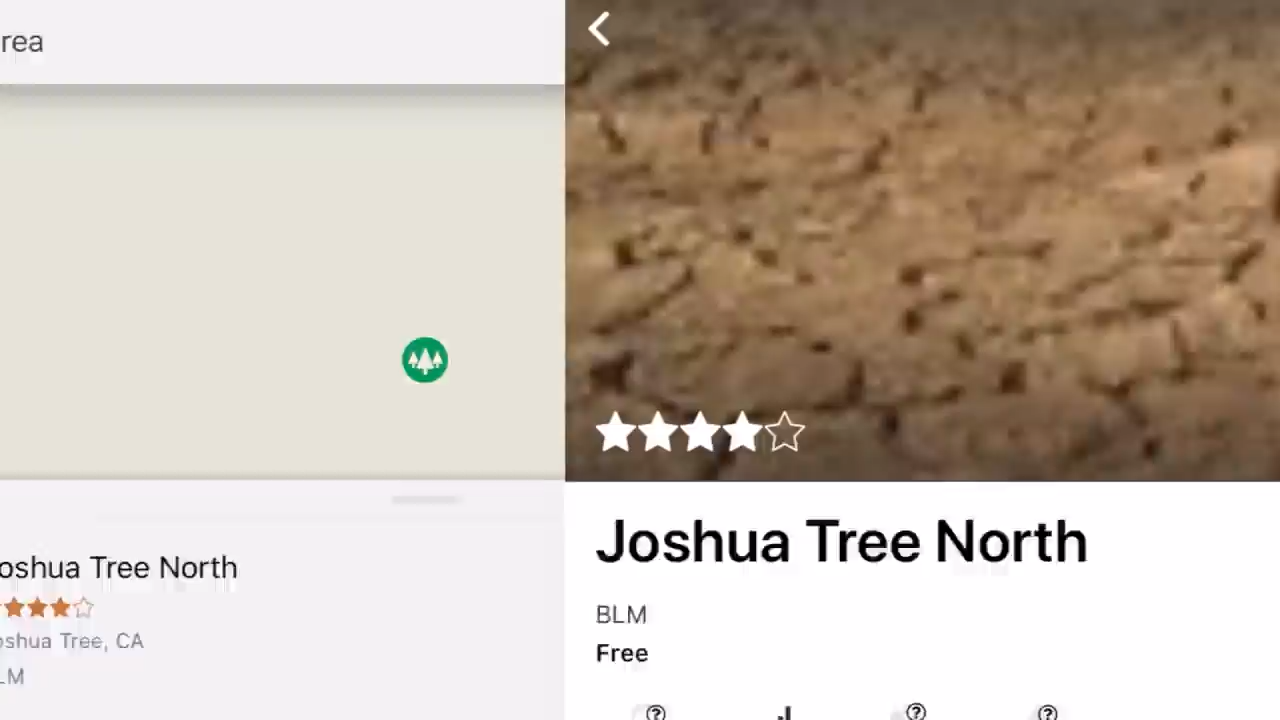 rea
oshua Tree North
oshua Tree, CA
LM
Joshua Tree North
BLM
Free